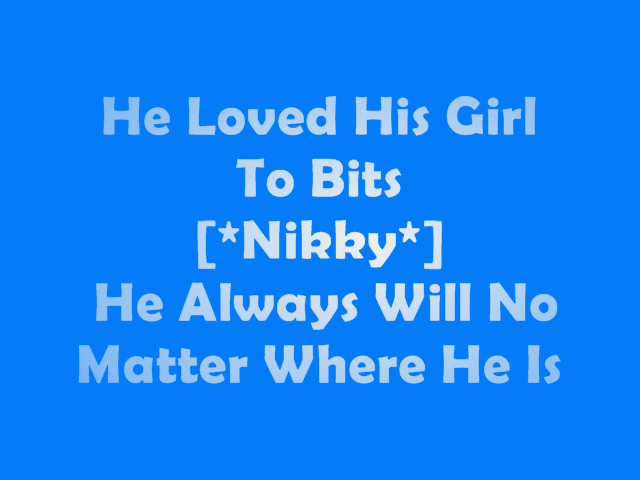 He Loved His Girl
To Bits
[*Nikky*]
He Always Will No
Matter Where He Is